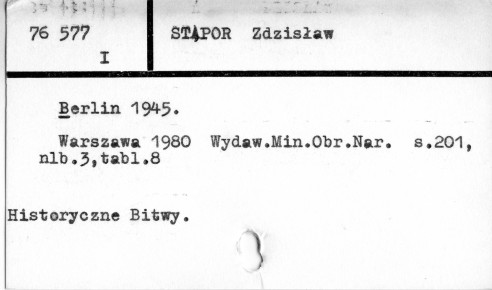 76 577 STĄPOR Zdzisław
I
Berlin 1945.
Warszawa 1980 Wydaw.Min.Obr.Nar. s.201,
nlb.3,tabl.8
Historyczne Bitwy.